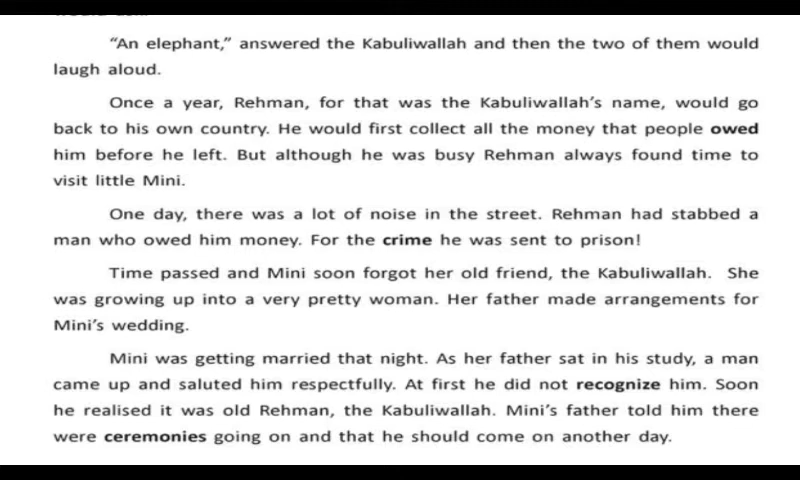 "An elephant," answered the Kabuliwallah and then the two of them would
laugh aloud.
Once a year, Rehman, for that was the Kabuliwallah's name, would go
back to his own country. He would first collect all the money that people owed
him before he left. But although he was busy Rehman always found time to
visit little Mini.
One day, there was a lot of noise in the street. Rehman had stabbed a
man who owed him money. For the crime he was sent to prison!
Time passed and Mini soon forgot her old friend, the Kabuliwallah. She
was growing up into a very pretty woman. Her father made arrangements for
Mini's wedding.
Mini was getting married that night. As her father sat in his study, a man
came up and saluted him respectfully. At first he did not recognize him. Soon
he realised it was old Rehman, the Kabuliwallah. Mini's father told him there
were ceremonies going on and that he should come on another day.